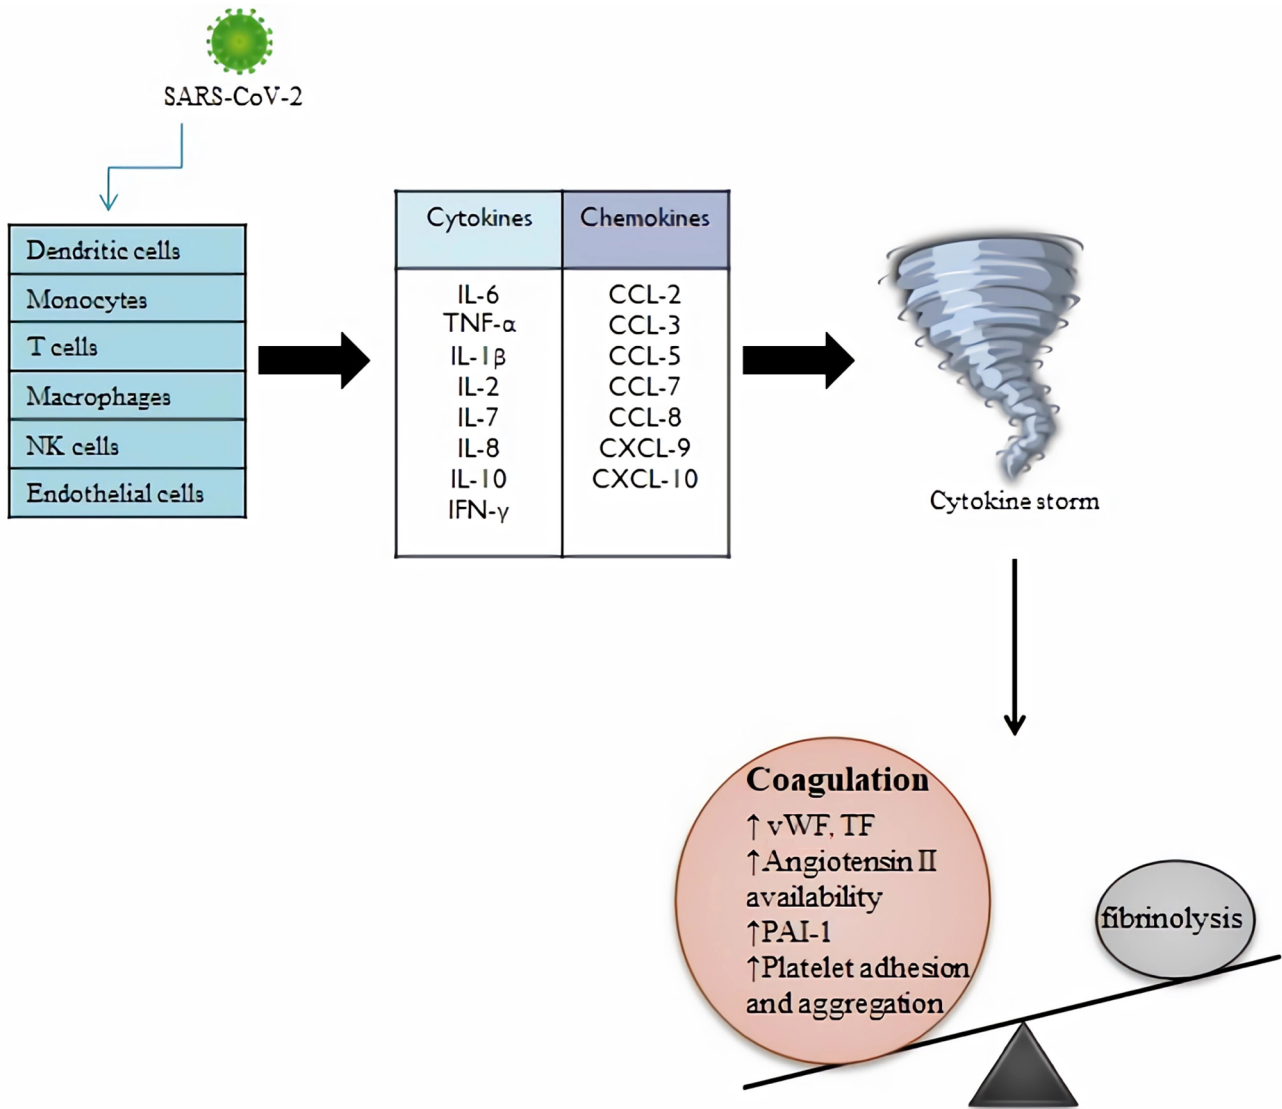 SARS-CoV-2
Dendritic cells
Monocytes
T cells
Macrophages
NK cells
Endothelial cells
Cytokines
IL-6
TNF-α
IL-1β
IL-2
IL-7
IL-8
IL-10
IFN-γ
Chemokines
CCL-2
CCL-3
CCL-5
CCL-7
CCL-8
CXCL-9
CXCL-10
Cytokine storm
Coagulation
↑ vWF, TF
↑Angiotensin II
availability
↑PAI-1
↑Platelet adhesion
and aggregation
fibrinolysis